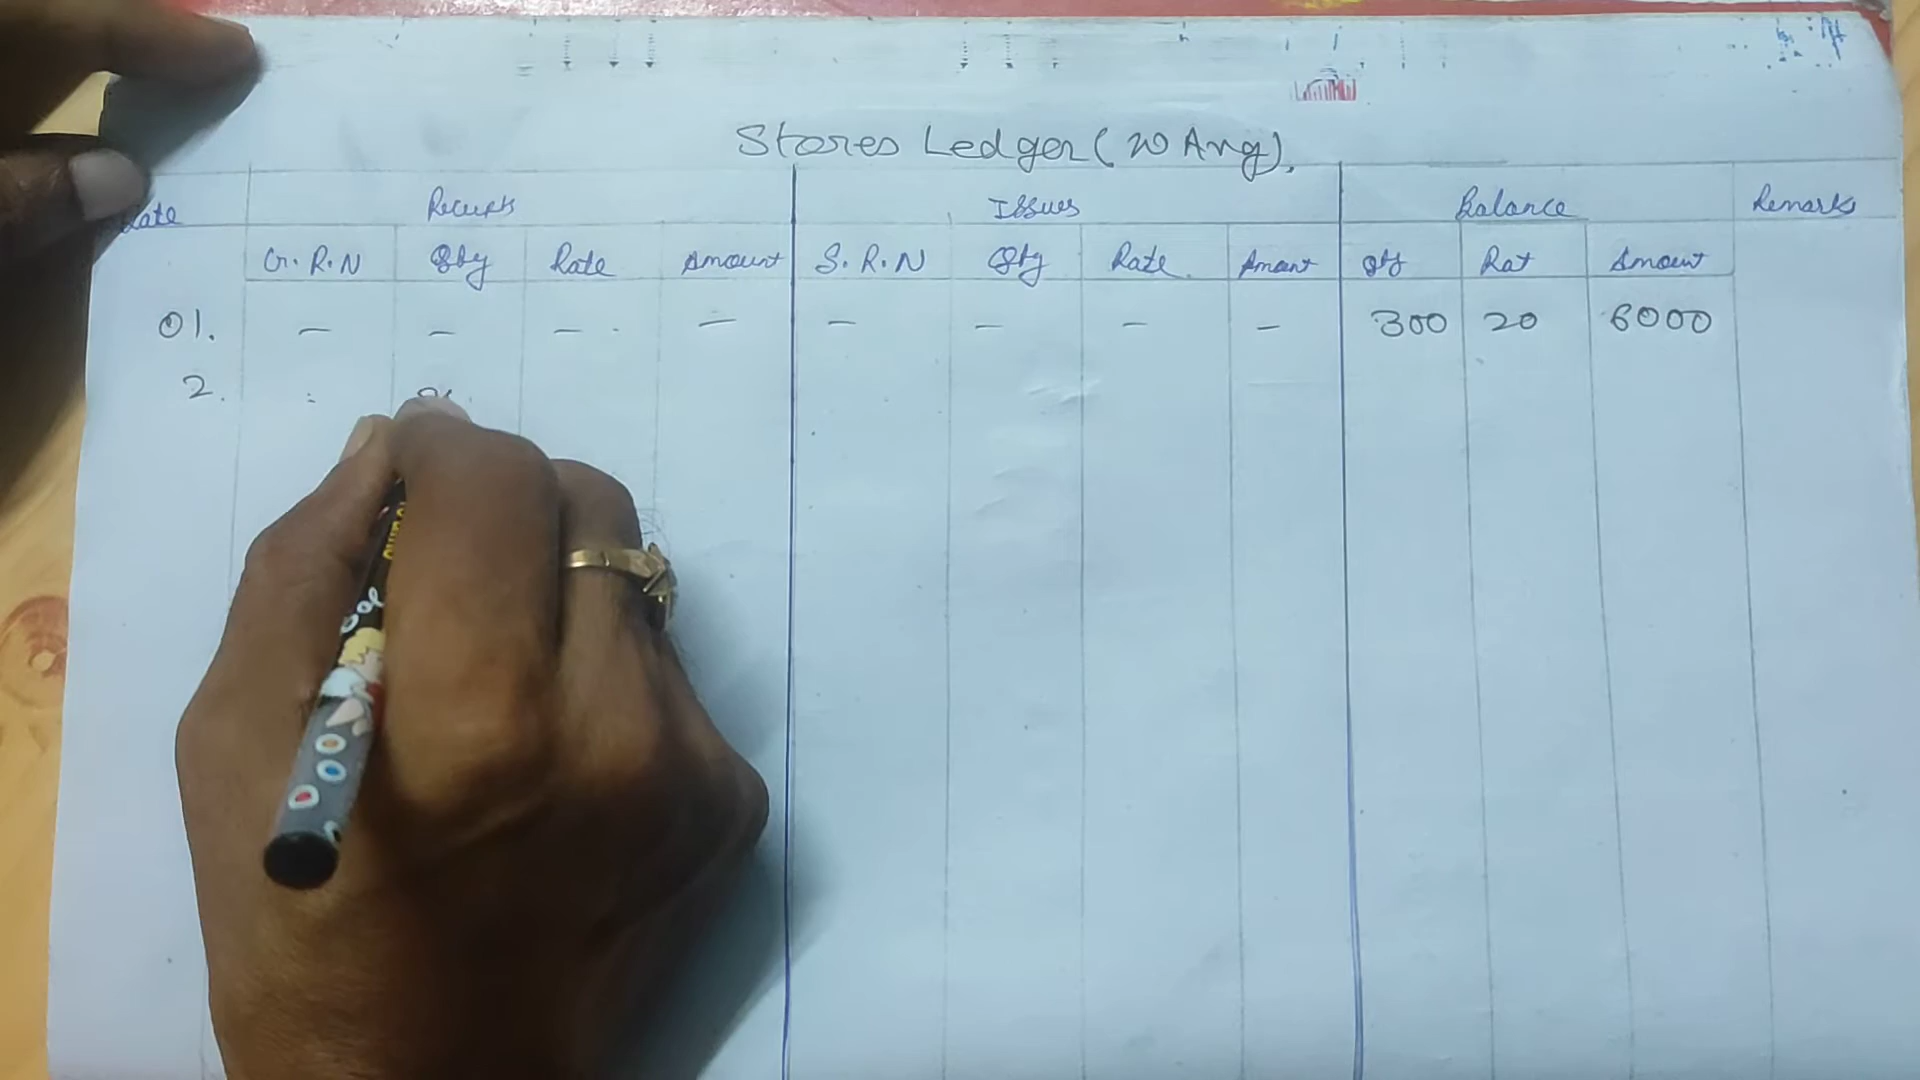 Stores Ledger (W Avg).
Date Receipts Issues Balance Remarks
G.R.N Qty Rate Amount S.R.N Qty Rate Amount Qty Rat Amount
01. — — — — — — — — 300 20 6000
2.